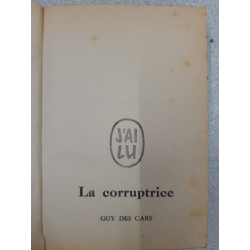 J'AI
LU
La corruptrice
GUY DES CARS